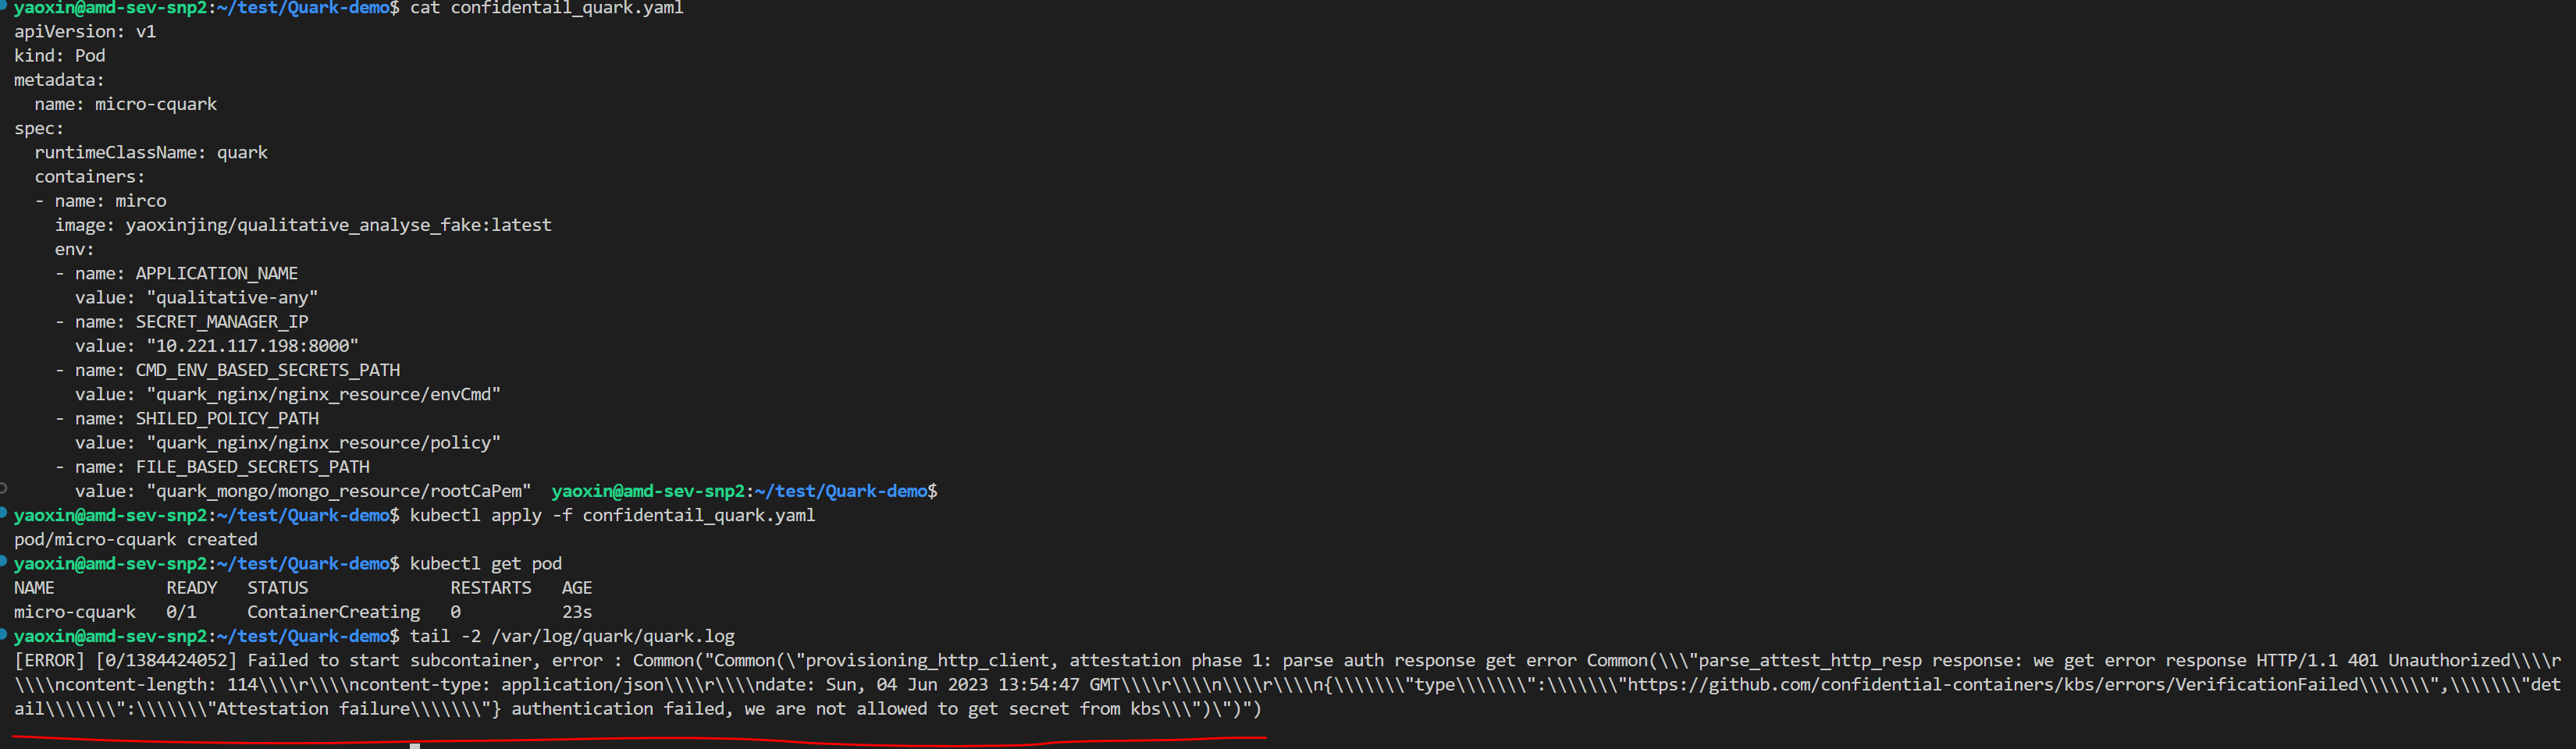 yaoxin@amd-sev-snp2:~/test/Quark-demo$ cat confidentail_quark.yaml
apiVersion: v1
kind: Pod
metadata:
  name: micro-cquark
spec:
  runtimeClassName: quark
  containers:
  - name: mirco
    image: yaoxinjing/qualitative_analyse_fake:latest
    env:
    - name: APPLICATION_NAME
      value: "qualitative-any"
    - name: SECRET_MANAGER_IP
      value: "10.221.117.198:8000"
    - name: CMD_ENV_BASED_SECRETS_PATH
      value: "quark_nginx/nginx_resource/envCmd"
    - name: SHILED_POLICY_PATH
      value: "quark_nginx/nginx_resource/policy"
    - name: FILE_BASED_SECRETS_PATH
      value: "quark_mongo/mongo_resource/rootCaPem"  yaoxin@amd-sev-snp2:~/test/Quark-demo$
yaoxin@amd-sev-snp2:~/test/Quark-demo$ kubectl apply -f confidentail_quark.yaml
pod/micro-cquark created
yaoxin@amd-sev-snp2:~/test/Quark-demo$ kubectl get pod
NAME           READY   STATUS              RESTARTS   AGE
micro-cquark   0/1     ContainerCreating   0          23s
yaoxin@amd-sev-snp2:~/test/Quark-demo$ tail -2 /var/log/quark/quark.log
[ERROR] [0/1384424052] Failed to start subcontainer, error : Common("Common(\"provisioning_http_client, attestation phase 1: parse auth response get error Common(\\\"parse_attest_http_resp response: we get error response HTTP/1.1 401 Unauthorized\\\\r
\\\\ncontent-length: 114\\\\r\\\\ncontent-type: application/json\\\\r\\\\ndate: Sun, 04 Jun 2023 13:54:47 GMT\\\\r\\\\n\\\\r\\\\n{\\\\\\\"type\\\\\\\":\\\\\\\"https://github.com/confidential-containers/kbs/errors/VerificationFailed\\\\\\\",\\\\\\\"det
ail\\\\\\\":\\\\\\\"Attestation failure\\\\\\\"} authentication failed, we are not allowed to get secret from kbs\\\")\")")